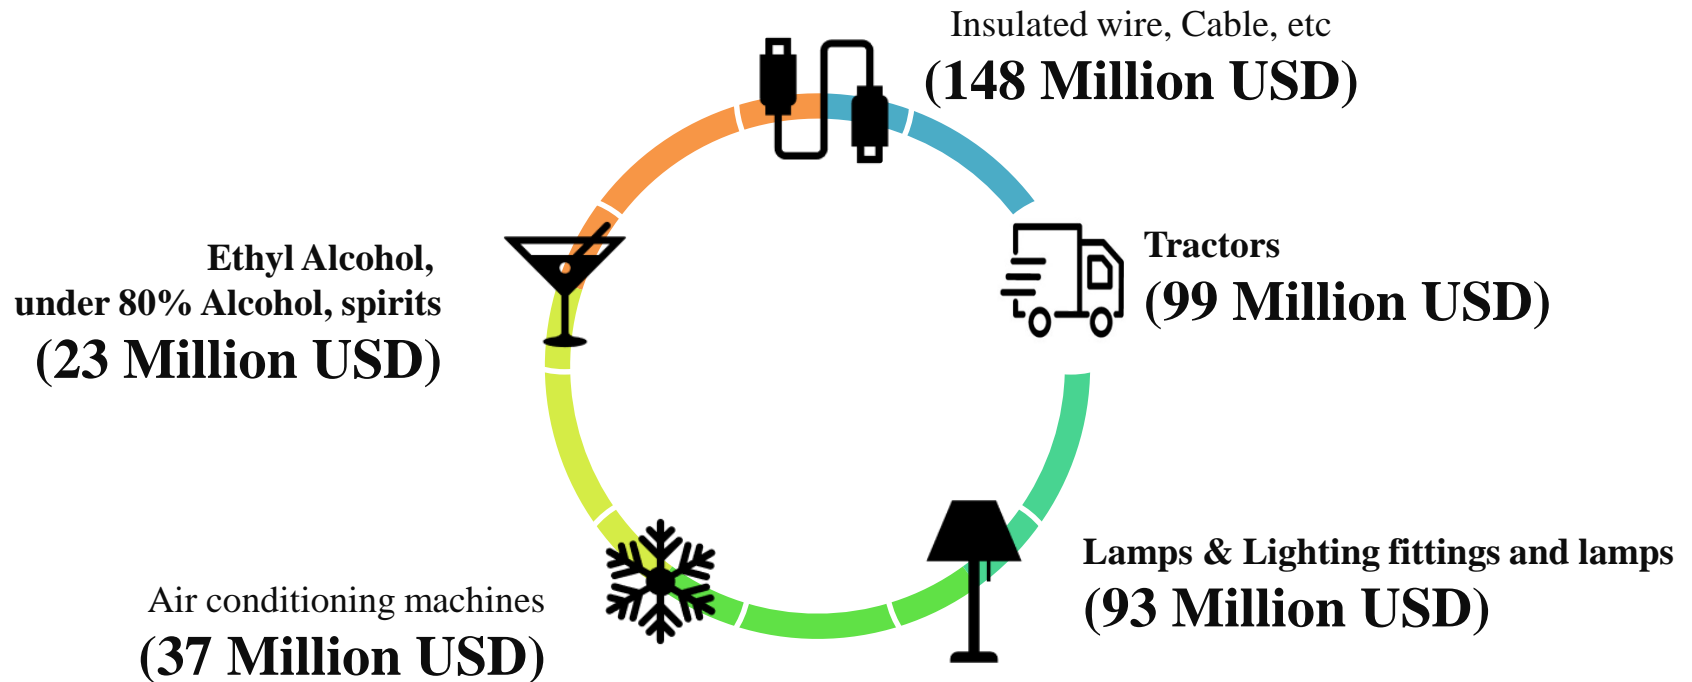 Insulated wire, Cable, etc
(148 Million USD)
Tractors
(99 Million USD)
Ethyl Alcohol,
under 80% Alcohol, spirits
(23 Million USD)
Lamps & Lighting fittings and lamps
(93 Million USD)
Air conditioning machines
(37 Million USD)